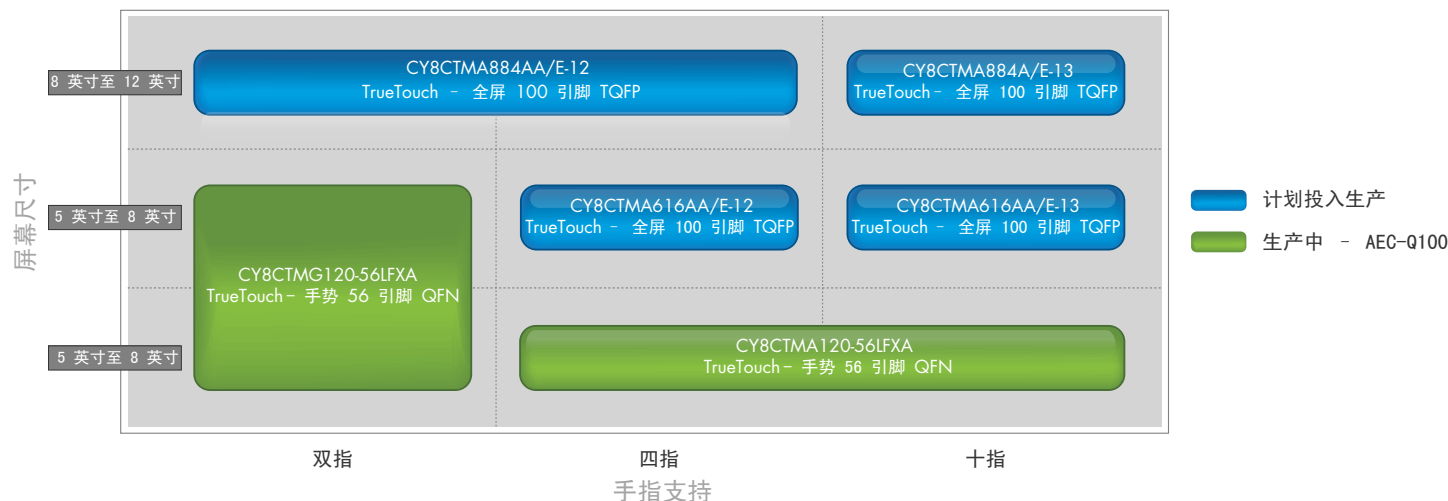 8 英寸至 12 英寸
CY8CTMA884AA/E-12
TrueTouch - 全屏 100 引脚 TQFP
CY8CTMA884A/E-13
TrueTouch- 全屏 100 引脚 TQFP
屏幕尺寸
5 英寸至 8 英寸
CY8CTMG120-56LFXA
TrueTouch- 手势 56 引脚 QFN
CY8CTMA616AA/E-12
TrueTouch - 全屏 100 引脚 TQFP
CY8CTMA616AA/E-13
TrueTouch- 全屏 100 引脚 TQFP
5 英寸至 8 英寸
CY8CTMA120-56LFXA
TrueTouch- 手势 56 引脚 QFN
双指
四指
十指
手指支持
计划投入生产
生产中 - AEC-Q100